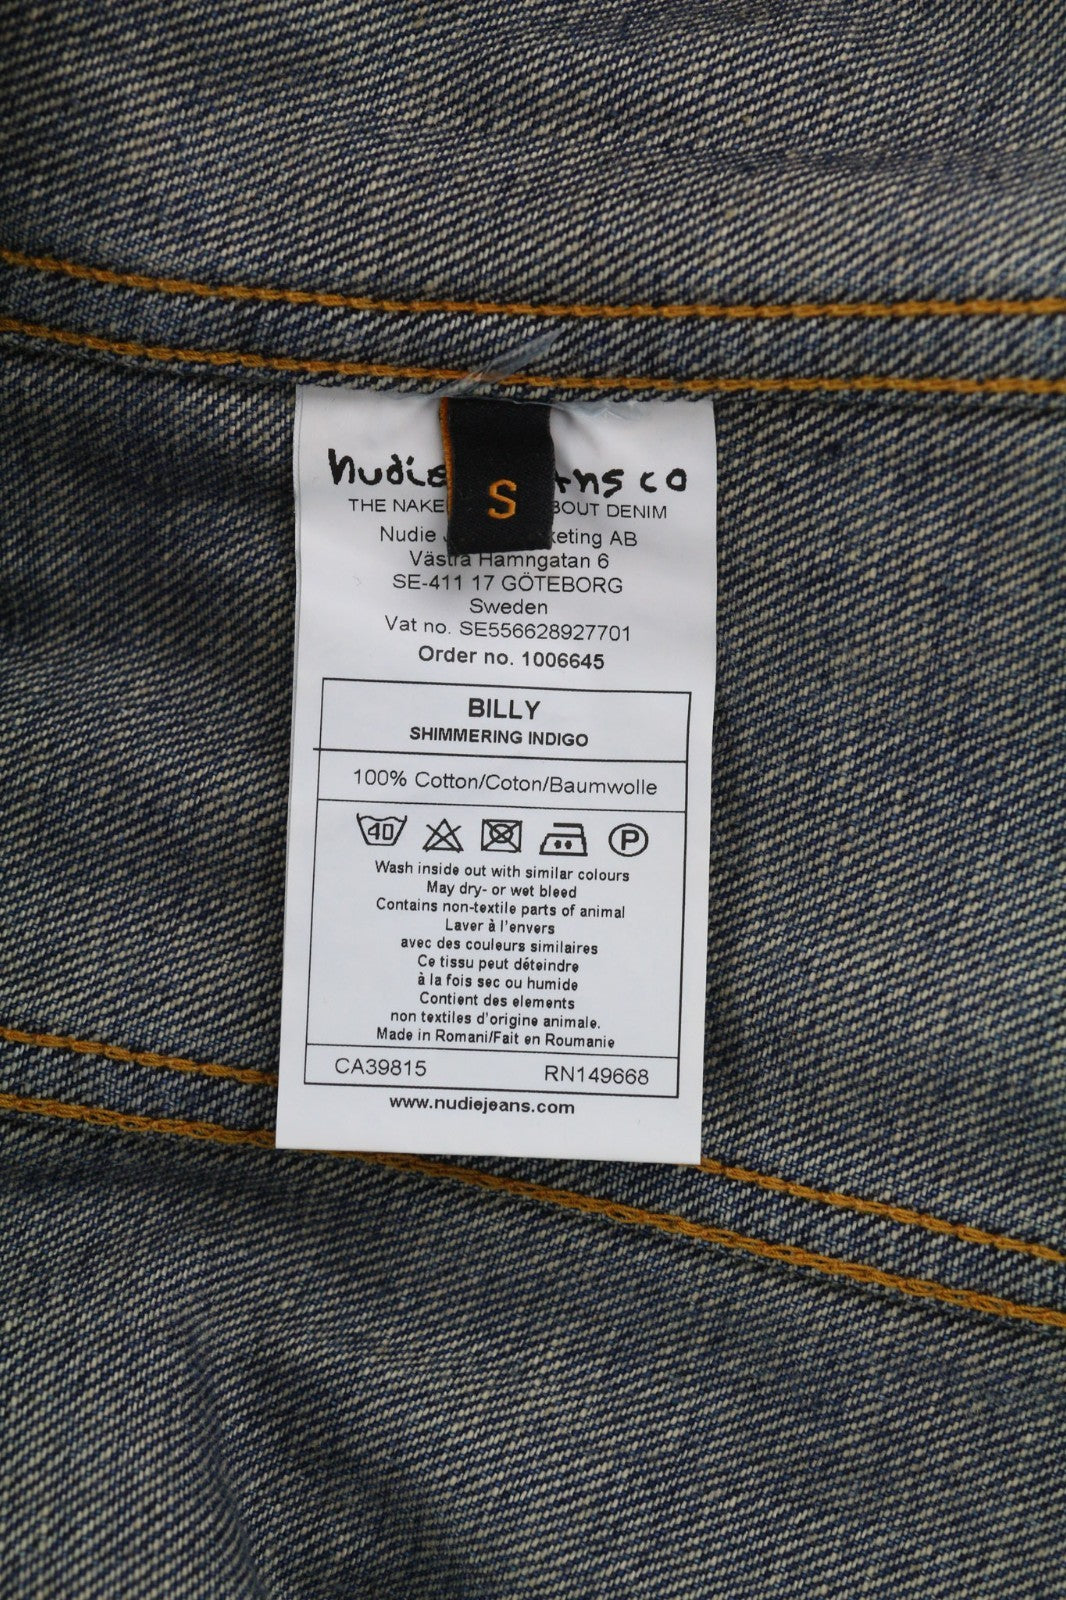 nudie ns co
S
THE NAKE BOUT DENIM
Nudie keting AB
Västra Hamngatan 6
SE-411 17 GÖTEBORG
Sweden
Vat no. SE556628927701
Order no. 1006645
BILLY
SHIMMERING INDIGO
100% Cotton/Coton/Baumwolle
40 P
Wash inside out with similar colours
May dry- or wet bleed
Contains non-textile parts of animal
Laver à l'envers
avec des couleurs similaires
Ce tissu peut déteindre
à la fois sec ou humide
Contient des elements
non textiles d'origine animale.
Made in Romani/Fait en Roumanie
CA39815 RN149668
www.nudiejeans.com